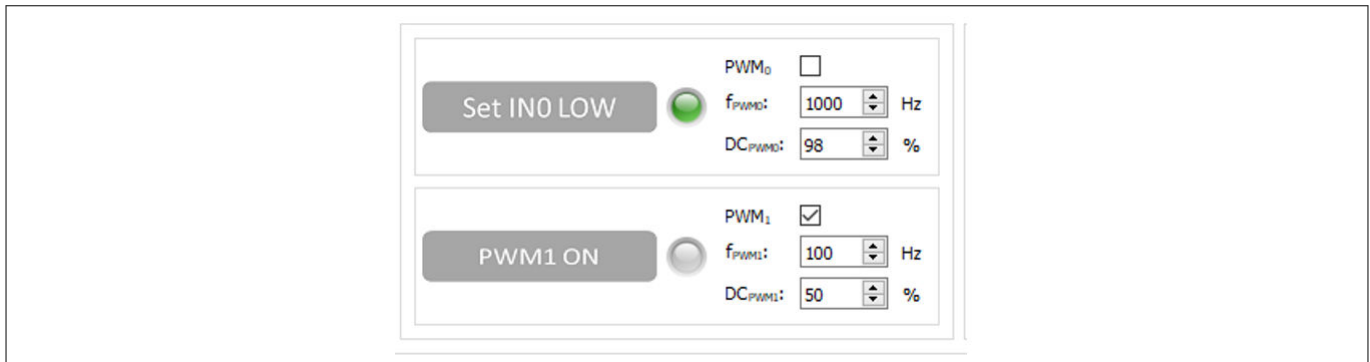 Set IN0 LOW
PWM₀
fPWM0: 1000 Hz
DCPWM0: 98 %
PWM1 ON
PWM₁
fPWM1: 100 Hz
DCPWM1: 50 %